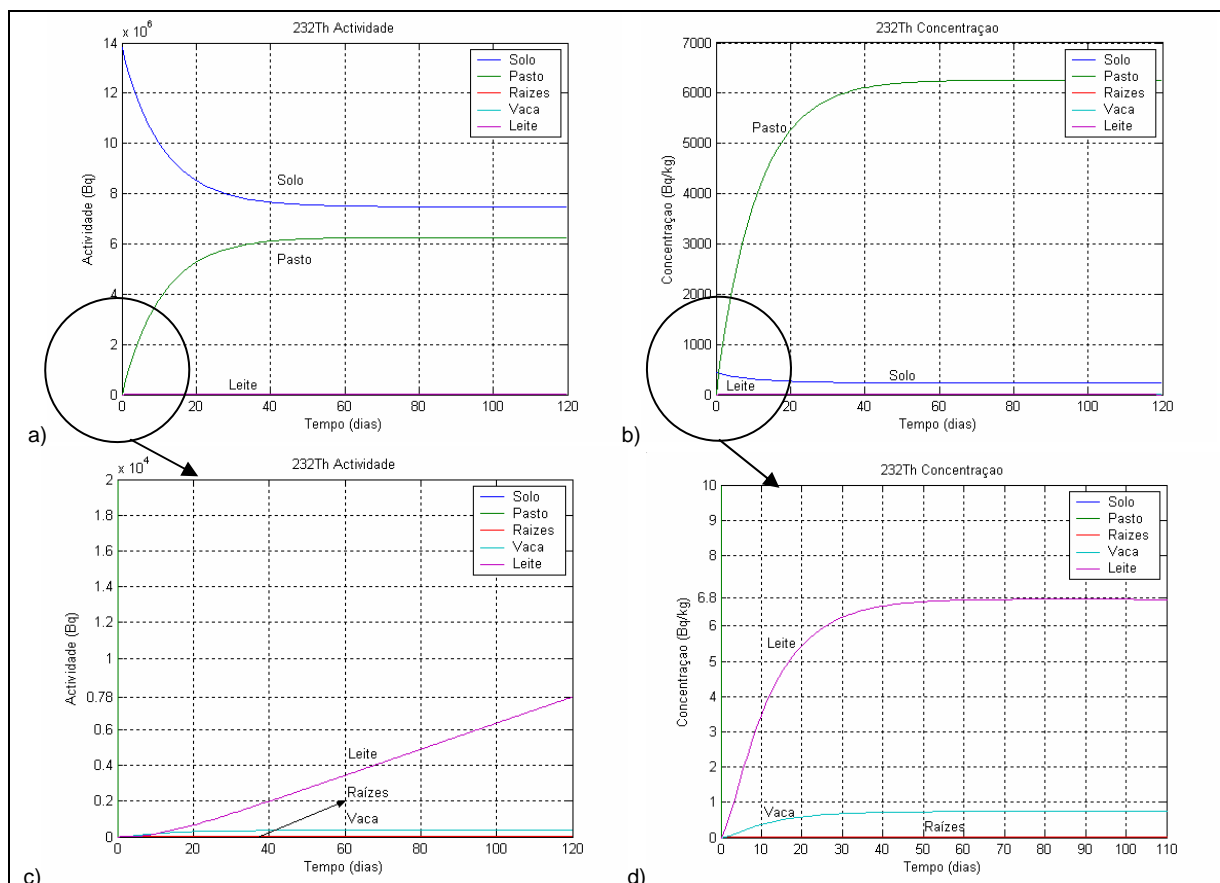 232Th Actividade
x 10^6
14
12
10
8
6
4
2
0
Actividade (Bq)
Solo
Pasto
Raizes
Vaca
Leite
Solo
Pasto
Leite
0 20 40 60 80 100 120
Tempo (dias)
a)
232Th Concentraçao
7000
6000
5000
4000
3000
2000
1000
0
Concentraçao (Bq/kg)
Solo
Pasto
Raizes
Vaca
Leite
Pasto
Solo
Leite
0 20 40 60 80 100 120
Tempo (dias)
b)
232Th Actividade
x 10^4
2
1.8
1.6
1.4
1.2
1
0.78
0.6
0.4
0.2
0
Actividade (Bq)
Solo
Pasto
Raizes
Vaca
Leite
Leite
Raízes
Vaca
0 20 40 60 80 100 120
Tempo (dias)
c)
232Th Concentraçao
10
9
8
6.8
6
5
4
3
2
1
0
Concentraçao (Bq/kg)
Solo
Pasto
Raizes
Vaca
Leite
Leite
Vaca
Raízes
0 10 20 30 40 50 60 70 80 90 100 110
Tempo (dias)
d)